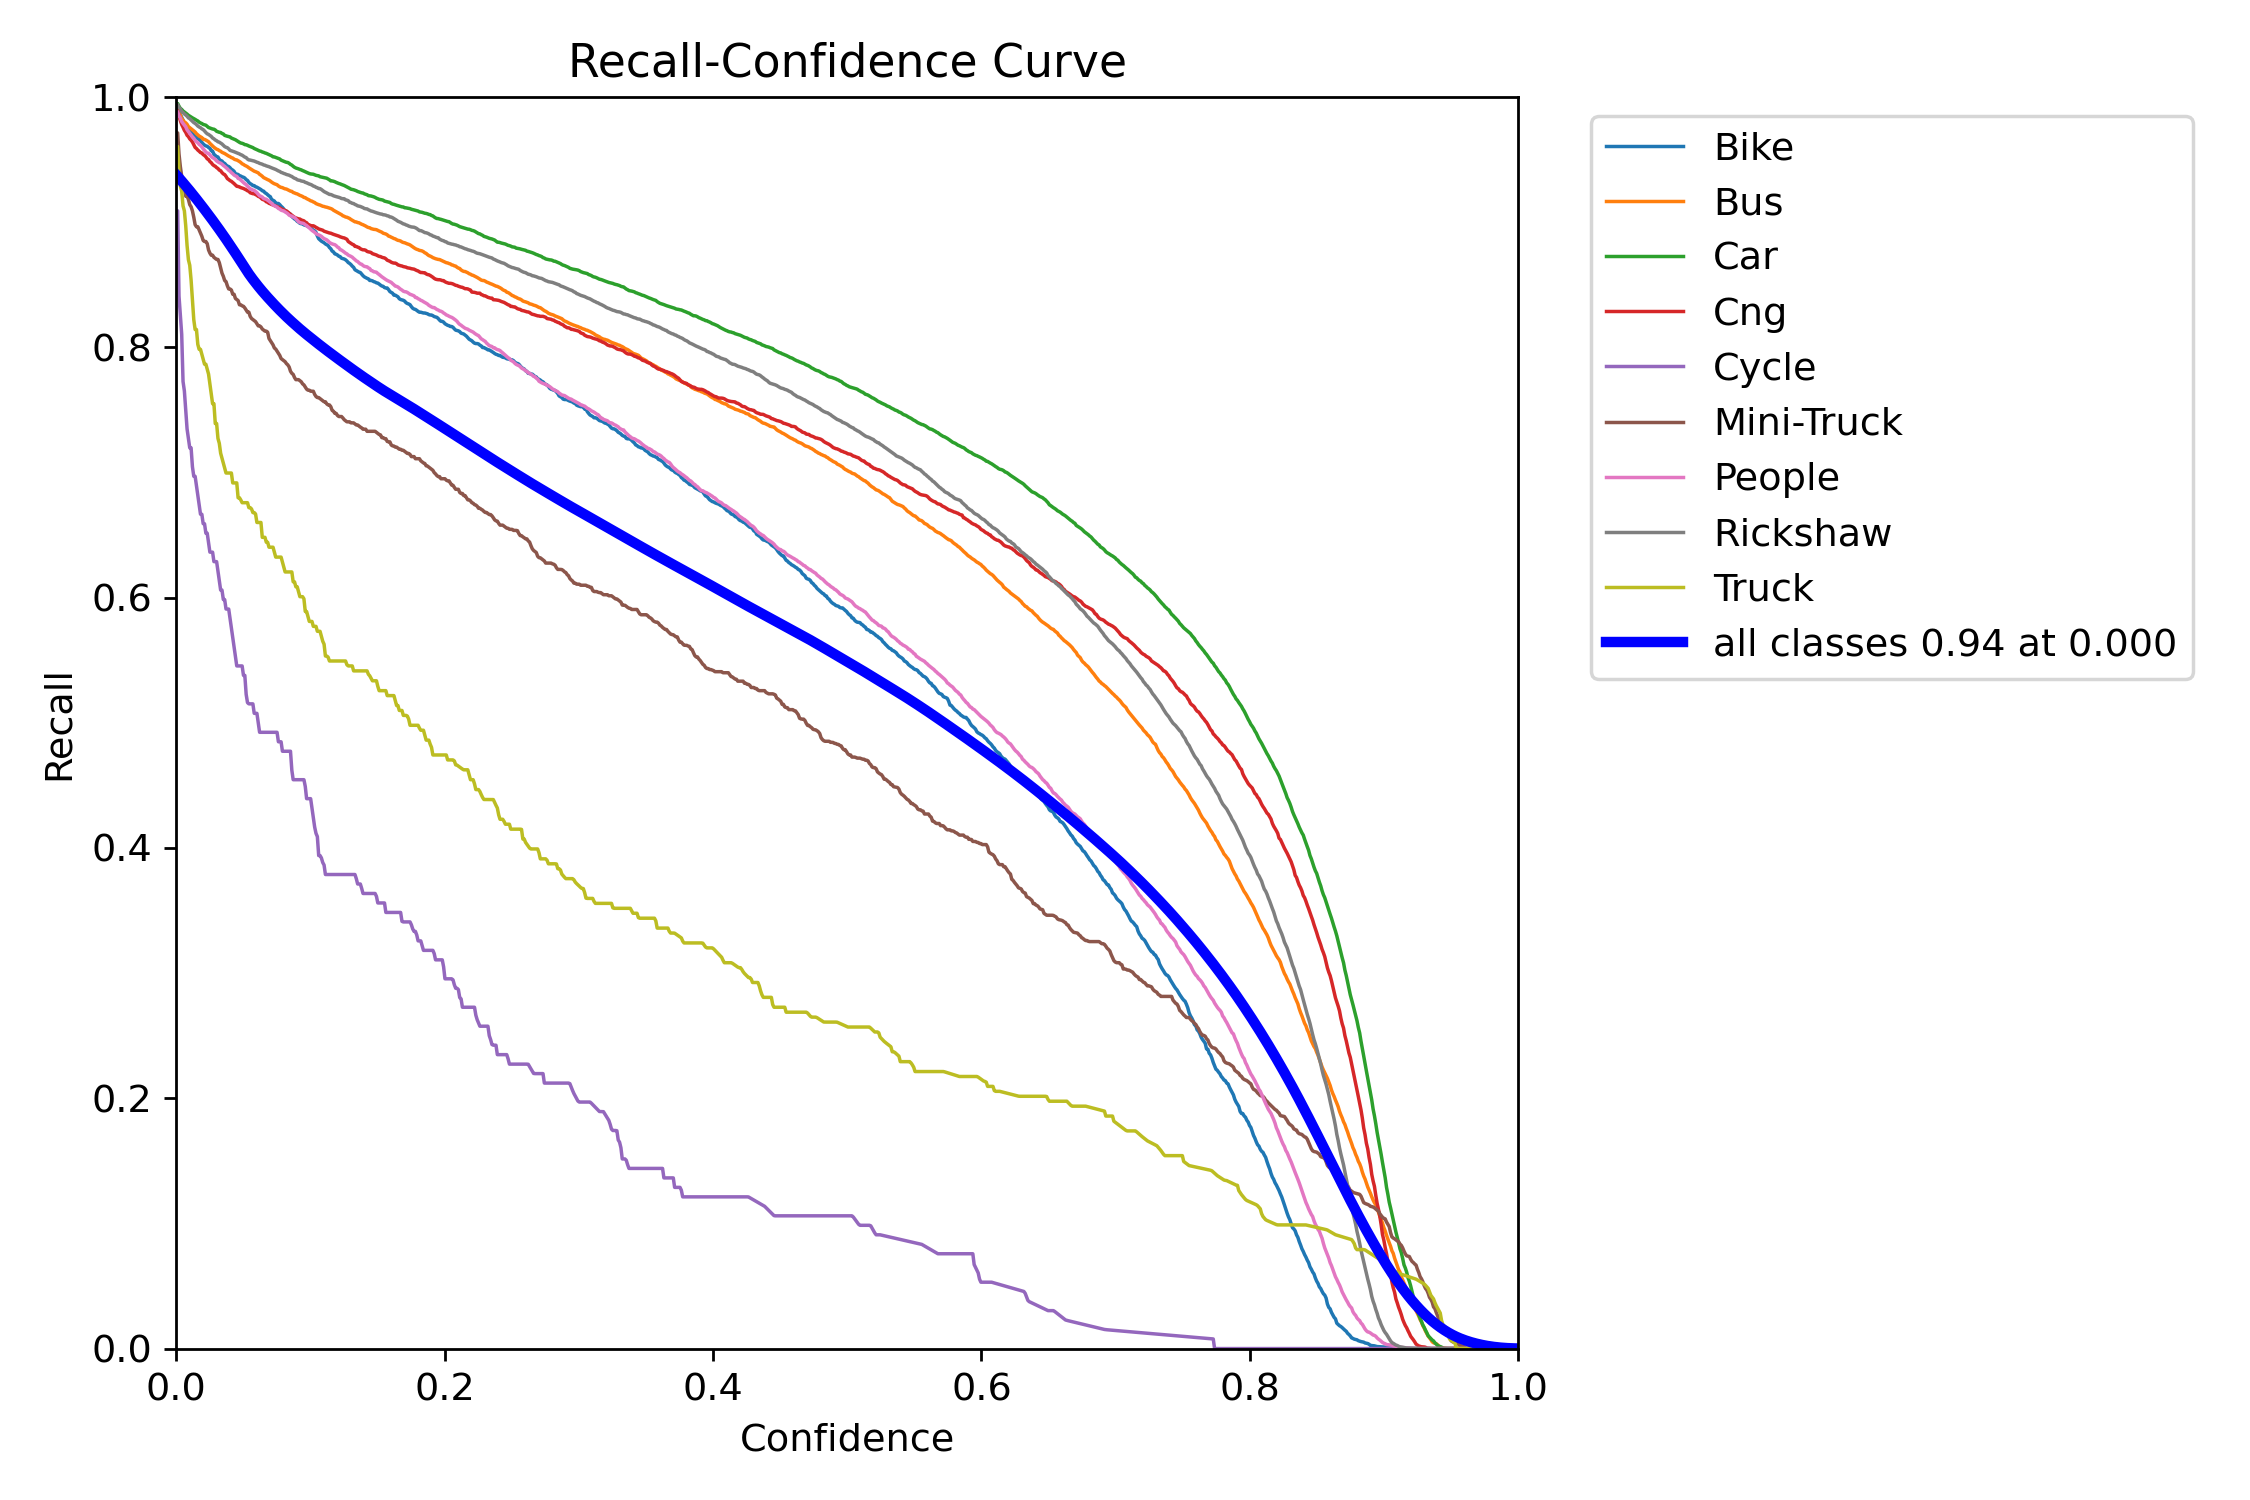 Recall-Confidence Curve
1.0
0.8
0.6
0.4
0.2
0.0
Recall
0.0 0.2 0.4 0.6 0.8 1.0
Confidence
Bike
Bus
Car
Cng
Cycle
Mini-Truck
People
Rickshaw
Truck
all classes 0.94 at 0.000